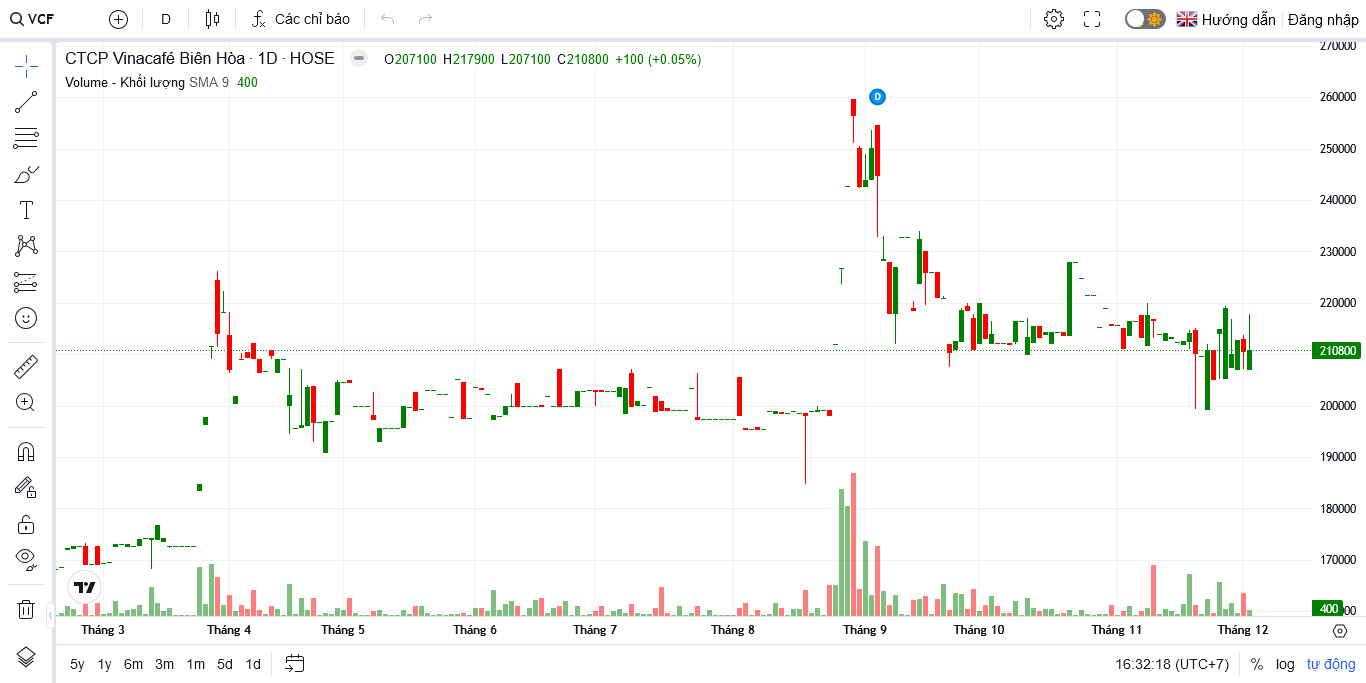 VCF D Các chỉ báo Hướng dẫn Đăng nhập
CTCP Vinacafé Biên Hòa · 1D · HOSE O207100 H217900 L207100 C210800 +100 (+0.05%)
Volume - Khối lượng SMA 9 400
D
270000
260000
250000
240000
230000
220000
210800
200000
190000
180000
170000
400
00
Tháng 3 Tháng 4 Tháng 5 Tháng 6 Tháng 7 Tháng 8 Tháng 9 Tháng 10 Tháng 11 Tháng 12
5y 1y 6m 3m 1m 5d 1d 16:32:18 (UTC+7) % log tự động